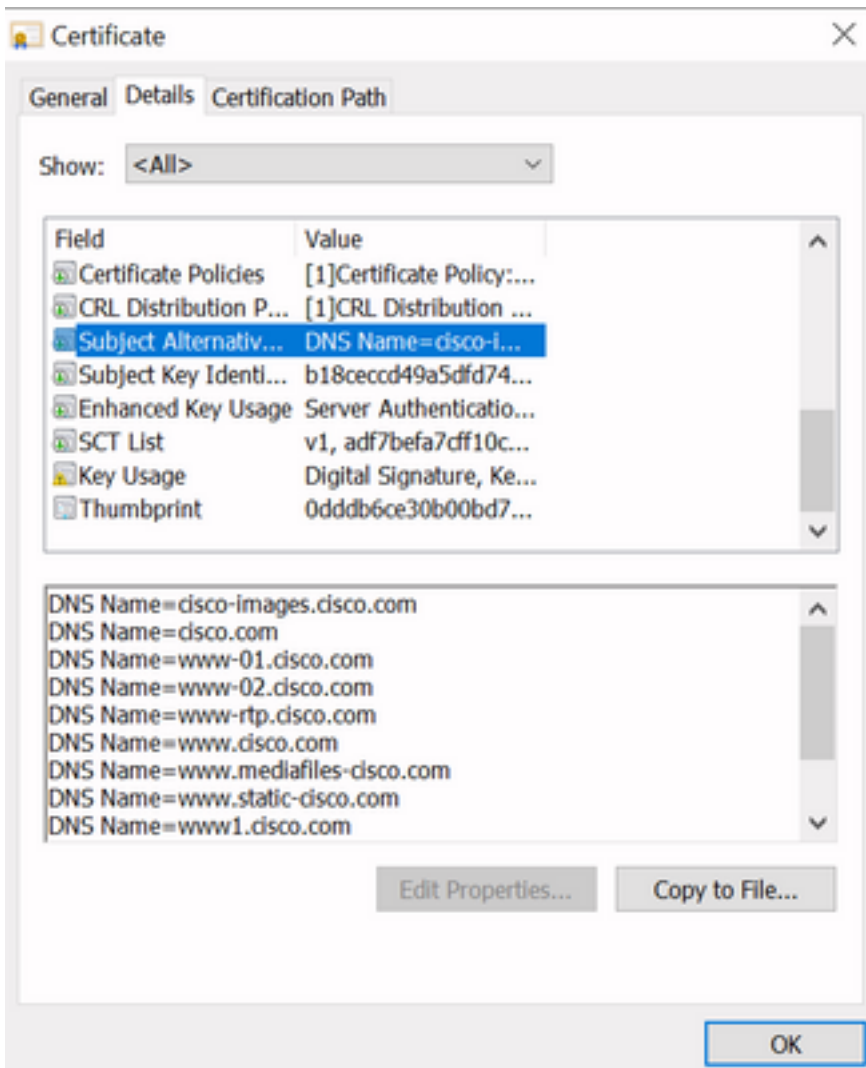 Certificate
General Details Certification Path
Show: <All>
Field Value
Certificate Policies [1]Certificate Policy:...
CRL Distribution P... [1]CRL Distribution ...
Subject Alternativ... DNS Name=cisco-i...
Subject Key Identi... b18ceccd49a5dfd74...
Enhanced Key Usage Server Authenticatio...
SCT List v1, adf7befa7cff10c...
Key Usage Digital Signature, Ke...
Thumbprint 0dddb6ce30b00bd7...
DNS Name=cisco-images.cisco.com
DNS Name=cisco.com
DNS Name=www-01.cisco.com
DNS Name=www-02.cisco.com
DNS Name=www-rtp.cisco.com
DNS Name=www.cisco.com
DNS Name=www.mediafiles-cisco.com
DNS Name=www.static-cisco.com
DNS Name=www1.cisco.com
Edit Properties... Copy to File...
OK